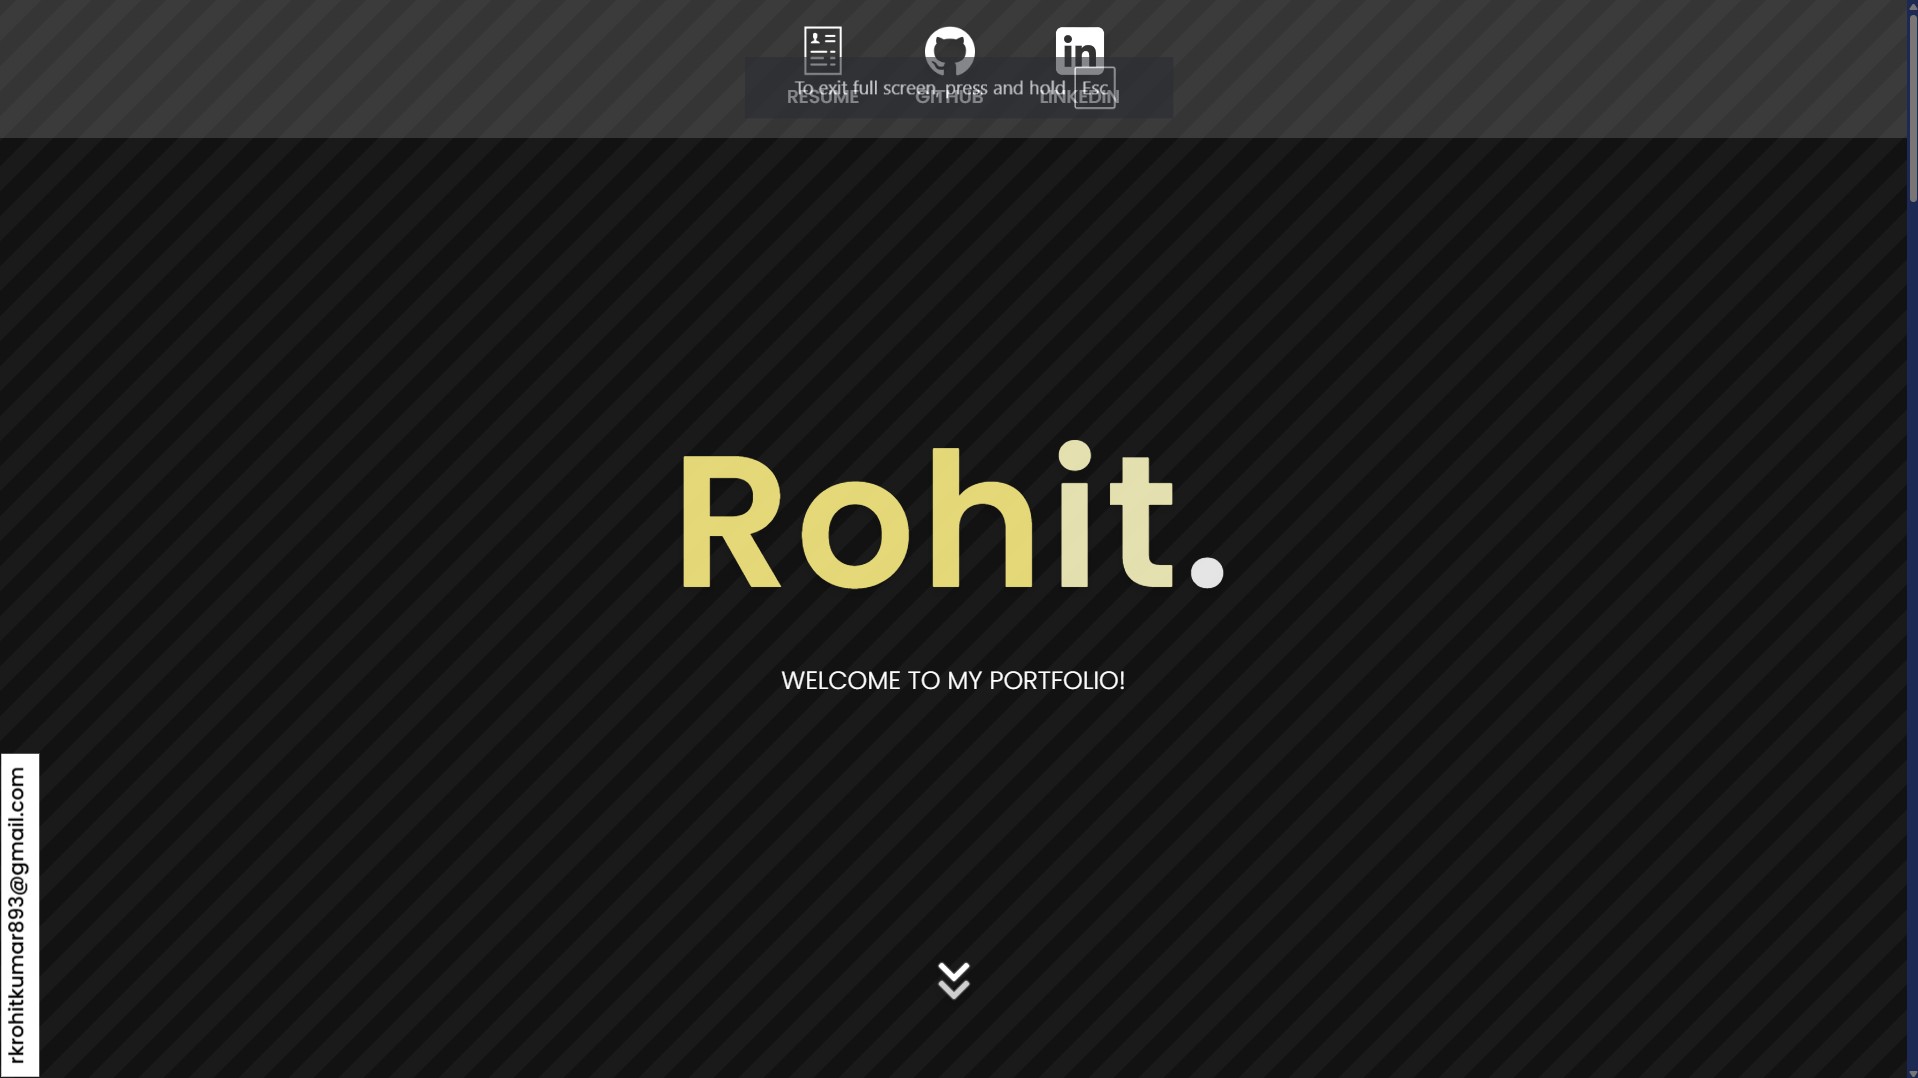 RESUME
GITHUB
LINKEDIN
To exit full screen, press and hold Esc
Rohit.
WELCOME TO MY PORTFOLIO!
rkrohitkumar893@gmail.com